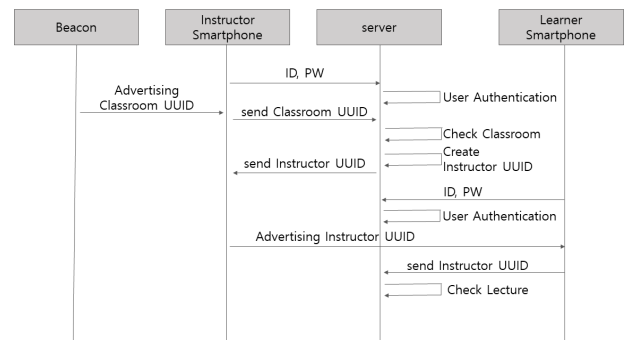 Beacon
Instructor
Smartphone
server
Learner
Smartphone
ID, PW
User Authentication
Advertising
Classroom UUID
send Classroom UUID
Check Classroom
Create
Instructor UUID
send Instructor UUID
ID, PW
User Authentication
Advertising Instructor UUID
send Instructor UUID
Check Lecture